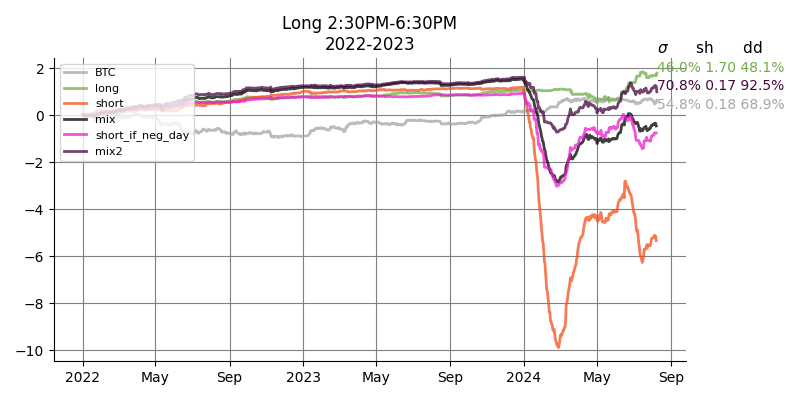 Long 2:30PM-6:30PM
2022-2023
σ sh dd
46.0% 1.70 48.1%
70.8% 0.17 92.5%
54.8% 0.18 68.9%
BTC
long
short
mix
short_if_neg_day
mix2
2
0
−2
−4
−6
−8
−10
2022 May Sep 2023 May Sep 2024 May Sep